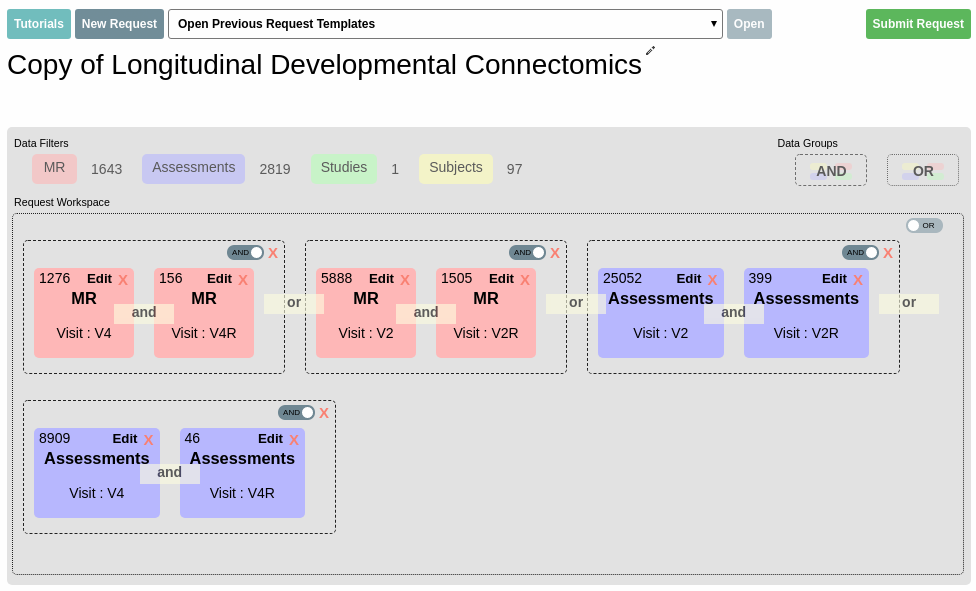 Tutorials New Request Open Previous Request Templates ▾ Open Submit Request
Copy of Longitudinal Developmental Connectomics
Data Filters Data Groups
MR 1643 Assessments 2819 Studies 1 Subjects 97 AND OR
Request Workspace
OR
AND X AND X AND X
1276 Edit X 156 Edit X 5888 Edit X 1505 Edit X 25052 Edit X 399 Edit X
MR MR MR MR Assessments Assessments
and or and or and or
Visit : V4 Visit : V4R Visit : V2 Visit : V2R Visit : V2 Visit : V2R
AND X
8909 Edit X 46 Edit X
Assessments Assessments
and
Visit : V4 Visit : V4R